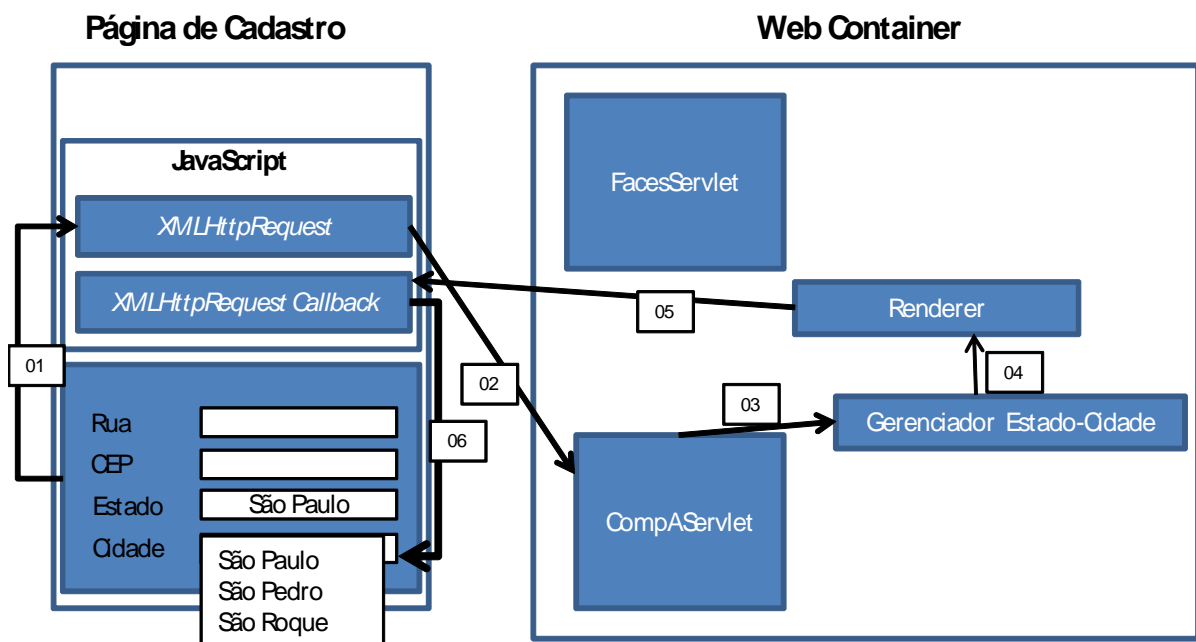 Página de Cadastro
Web Container
JavaScript
XMLHttpRequest
XMLHttpRequest Callback
FacesServlet
Renderer
05
01
02
03
04
06
Gerenciador Estado-Cidade
Rua
CEP
Estado
São Paulo
Cidade
CompAServlet
São Paulo
São Pedro
São Roque